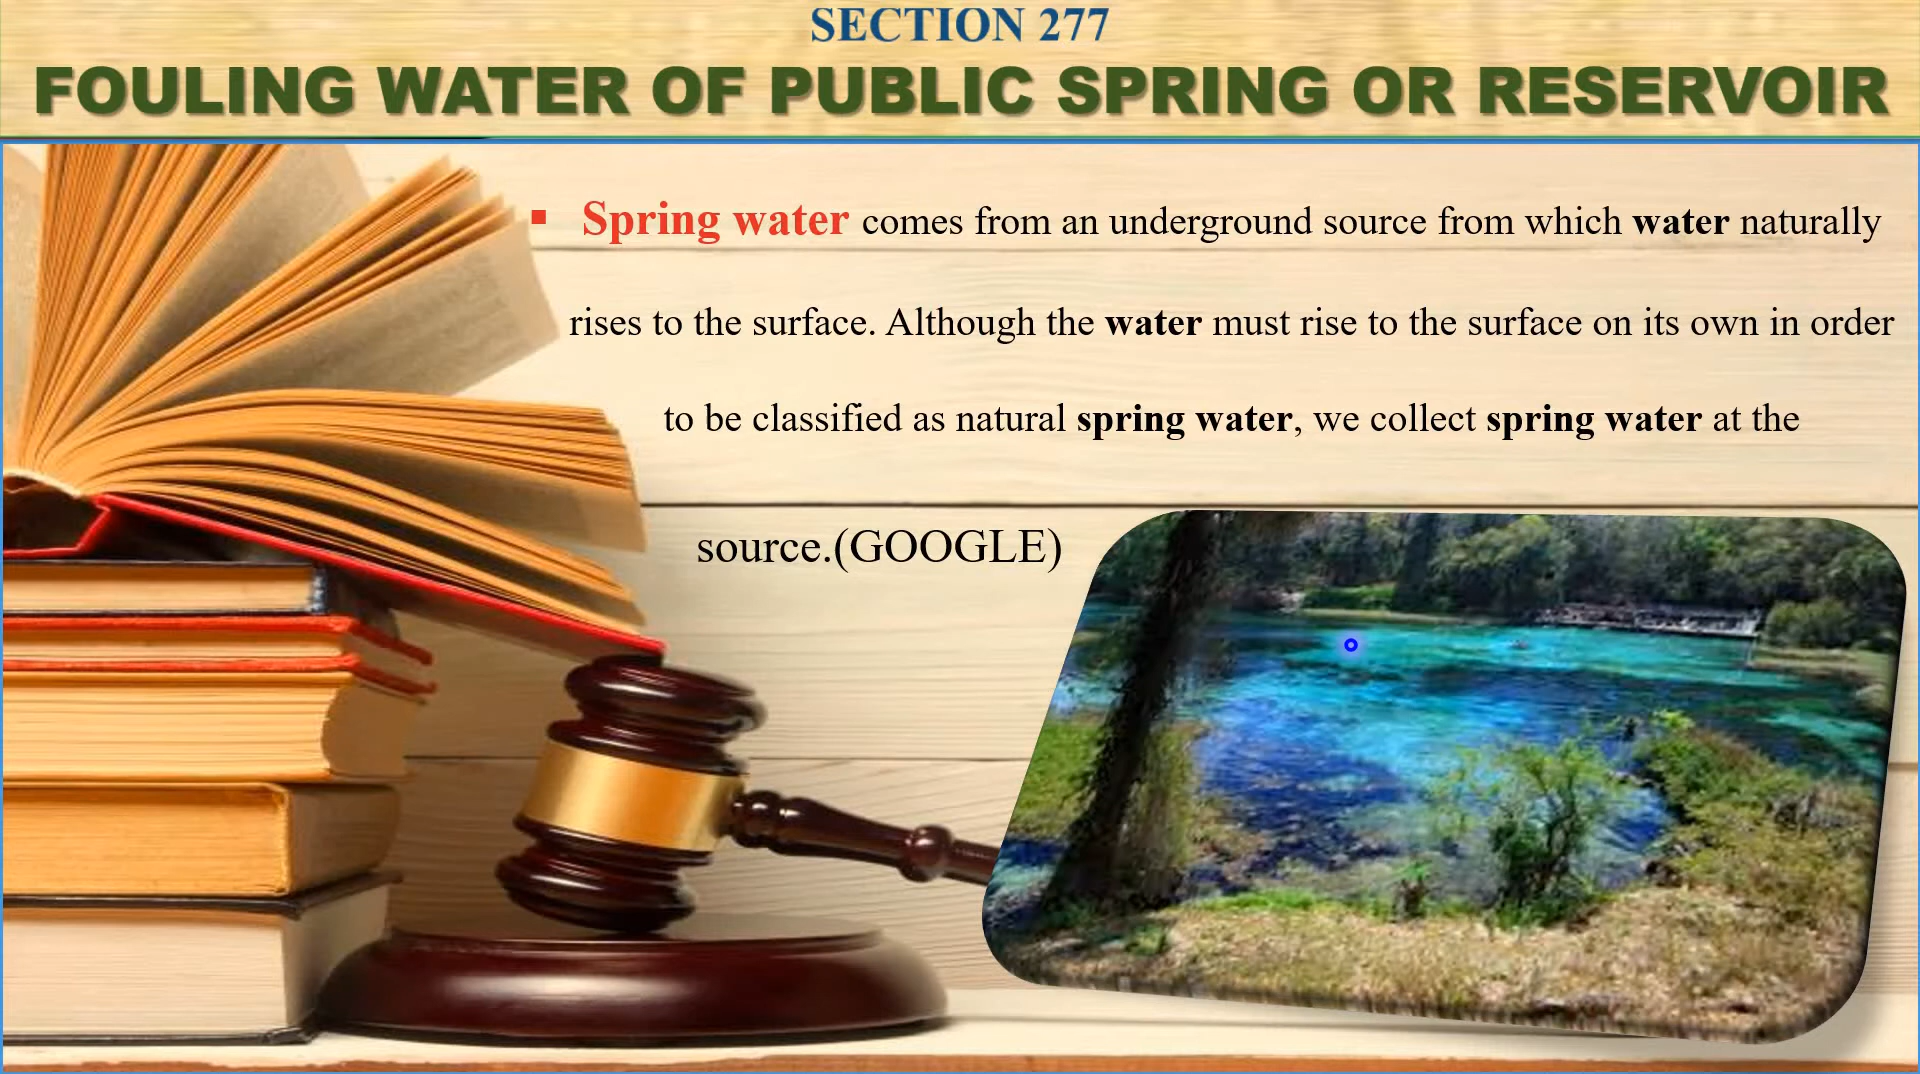 SECTION 277
FOULING WATER OF PUBLIC SPRING OR RESERVOIR
▪ Spring water comes from an underground source from which water naturally
rises to the surface. Although the water must rise to the surface on its own in order
to be classified as natural spring water, we collect spring water at the
source.(GOOGLE)